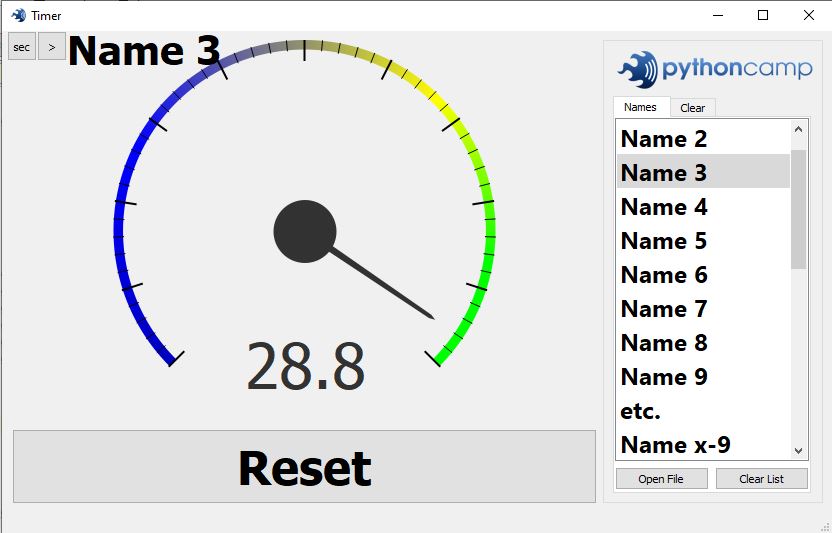 Timer
sec > Name 3
pythoncamp
Names Clear
Name 2
Name 3
Name 4
Name 5
Name 6
Name 7
Name 8
Name 9
etc.
Name x-9
28.8
Reset
Open File Clear List